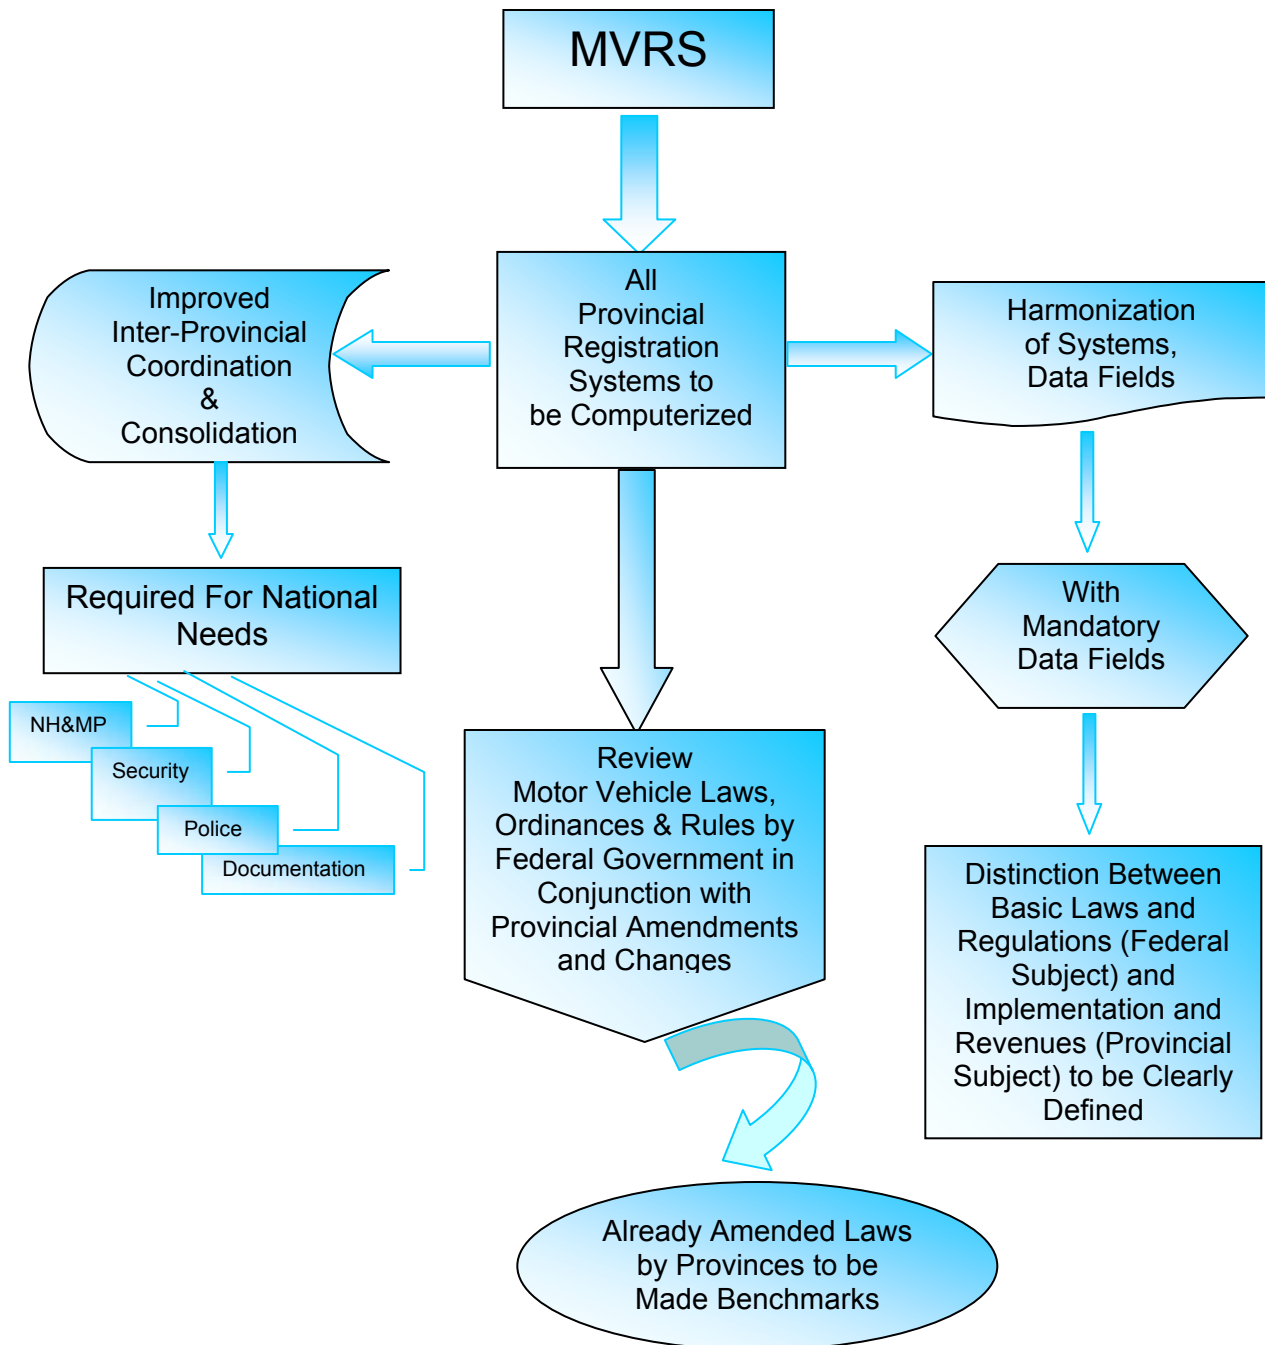 MVRS
All
Provincial
Registration
Systems to
be Computerized
Improved
Inter-Provincial
Coordination
&
Consolidation
Harmonization
of Systems,
Data Fields
Required For National
Needs
NH&MP
Security
Police
Documentation
With
Mandatory
Data Fields
Review
Motor Vehicle Laws,
Ordinances & Rules by
Federal Government in
Conjunction with
Provincial Amendments
and Changes
Distinction Between
Basic Laws and
Regulations (Federal
Subject) and
Implementation and
Revenues (Provincial
Subject) to be Clearly
Defined
Already Amended Laws
by Provinces to be
Made Benchmarks